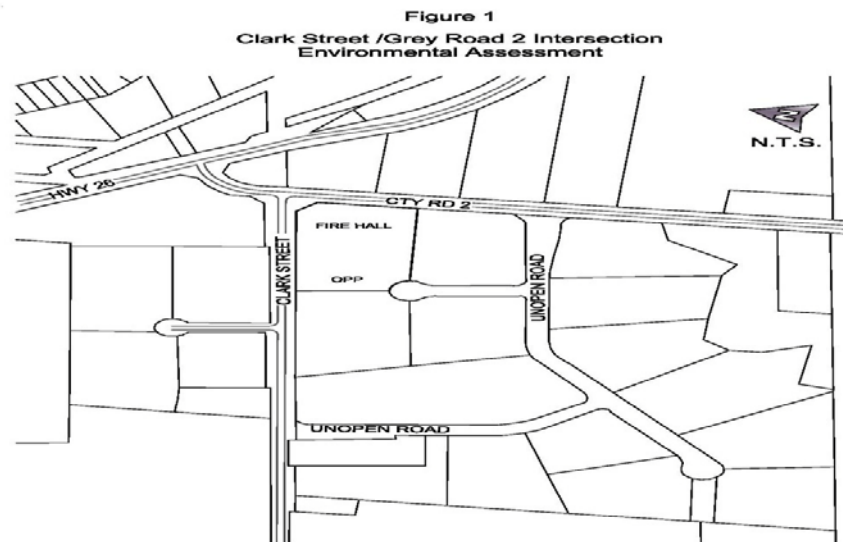 Figure 1
Clark Street /Grey Road 2 Intersection
Environmental Assessment
N
N.T.S.
HWY 26
CTY RD 2
FIRE HALL
CLARK STREET
UNOPEN ROAD
OPP
UNOPEN ROAD